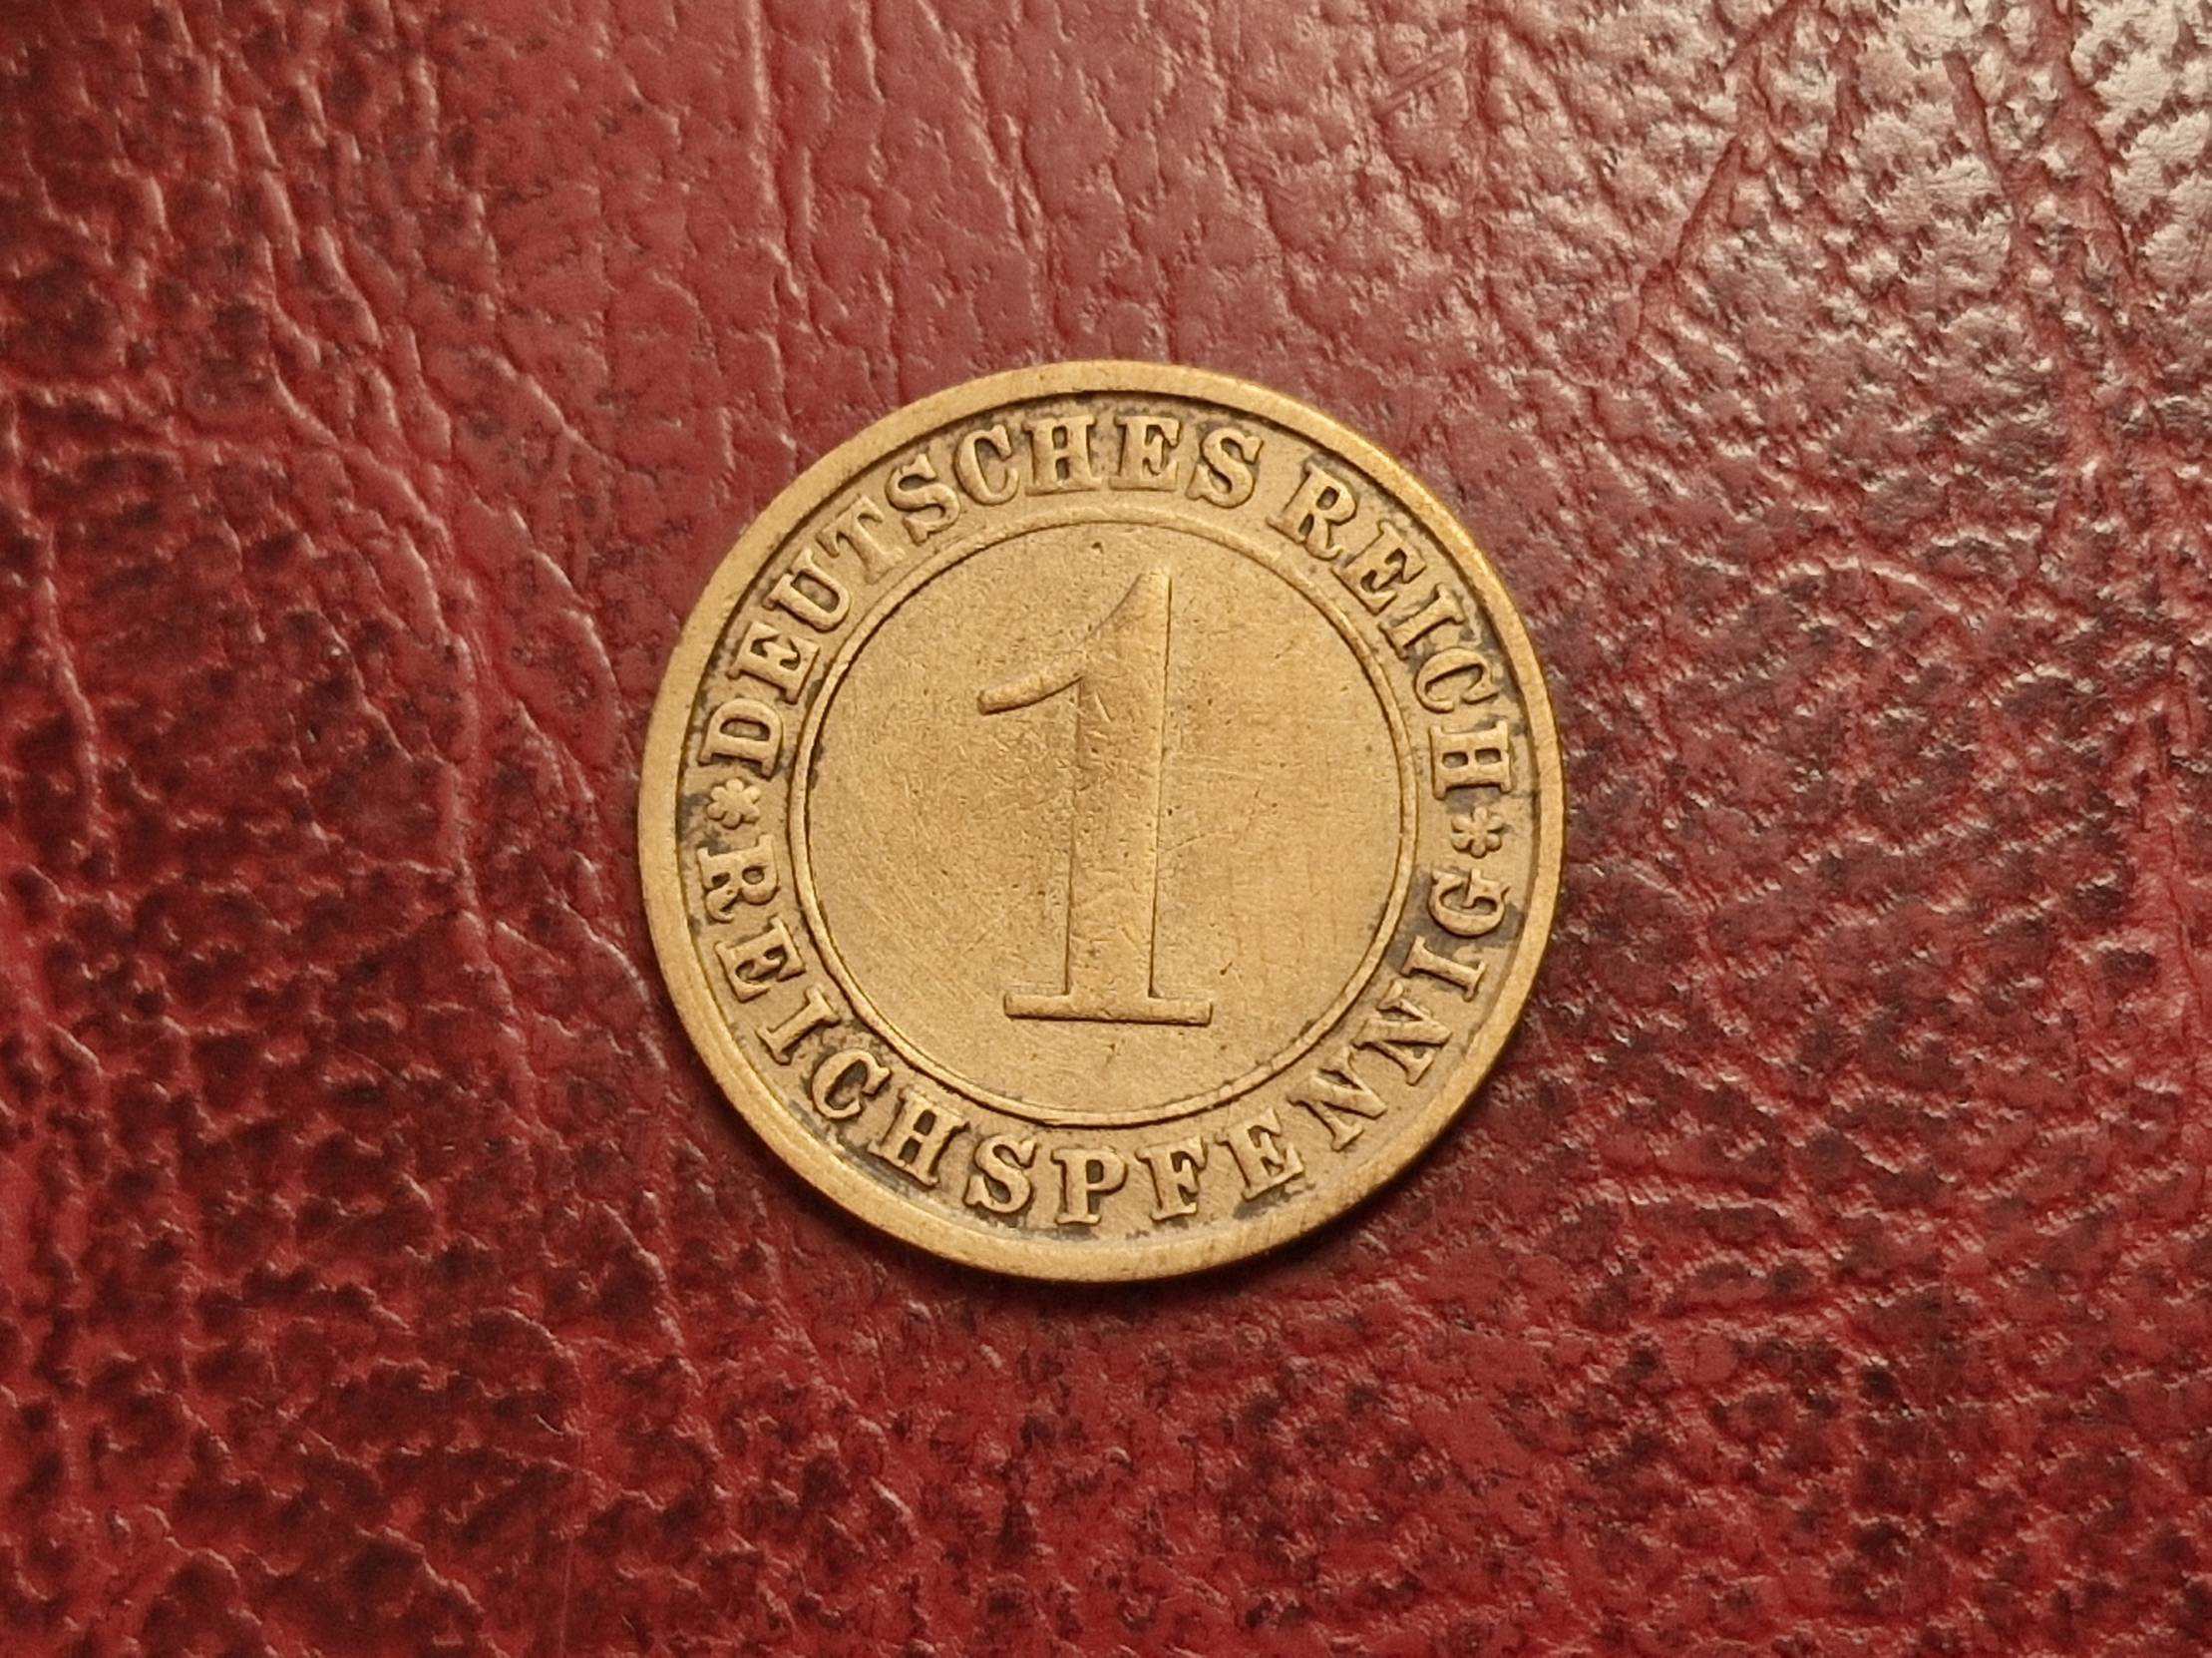 DEUTSCHES REICH
1
REICHSPFENNIG